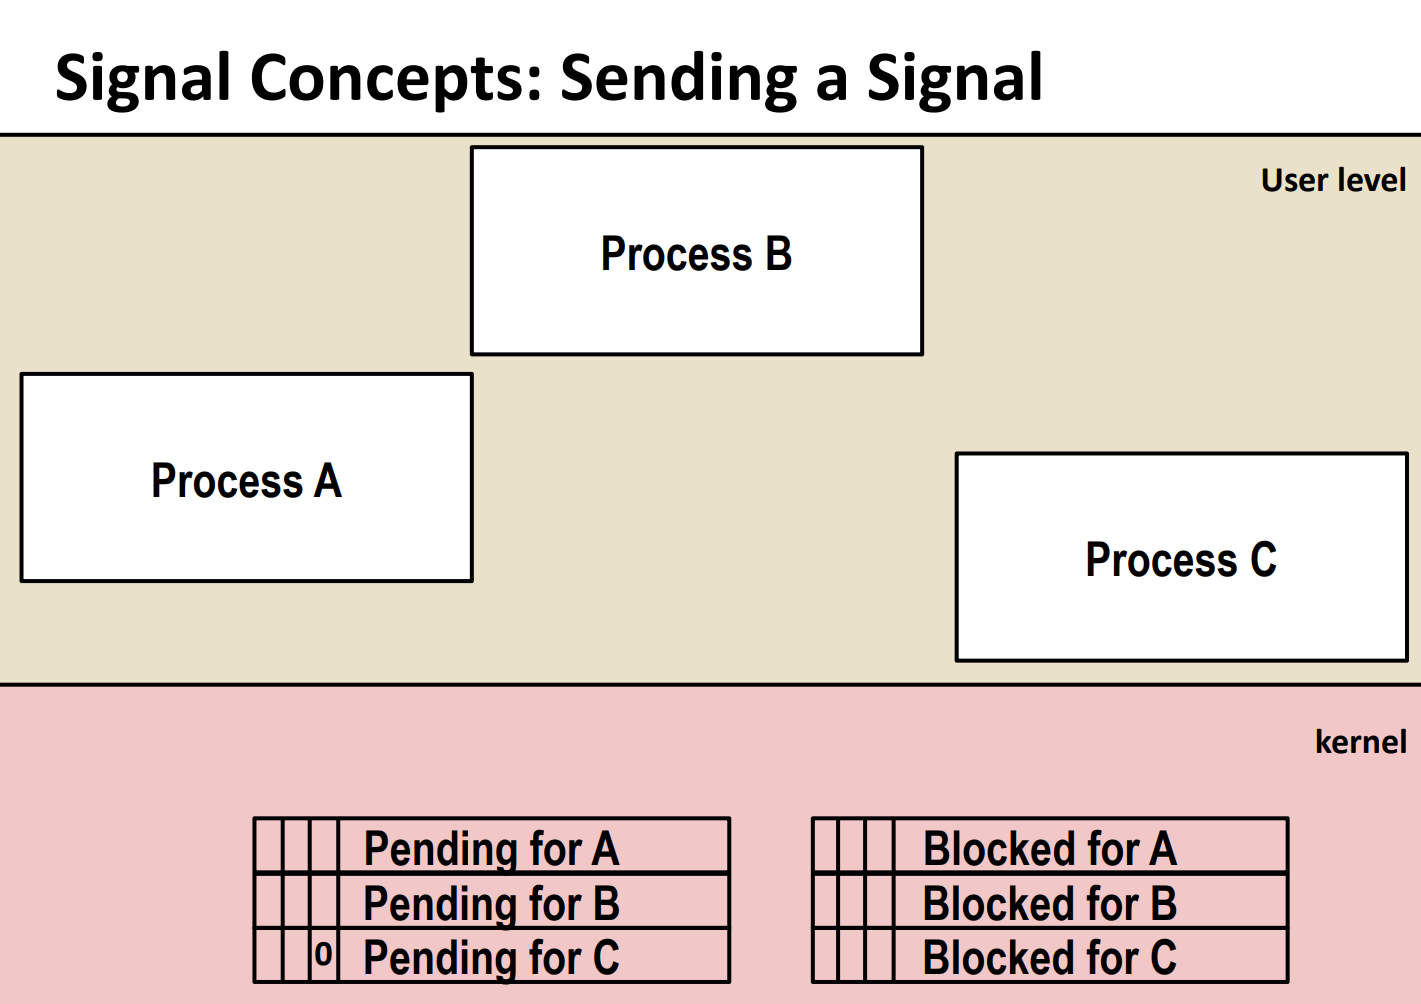 Signal Concepts: Sending a Signal
User level
Process B
Process A
Process C
kernel
Pending for A
Pending for B
0 Pending for C
Blocked for A
Blocked for B
Blocked for C